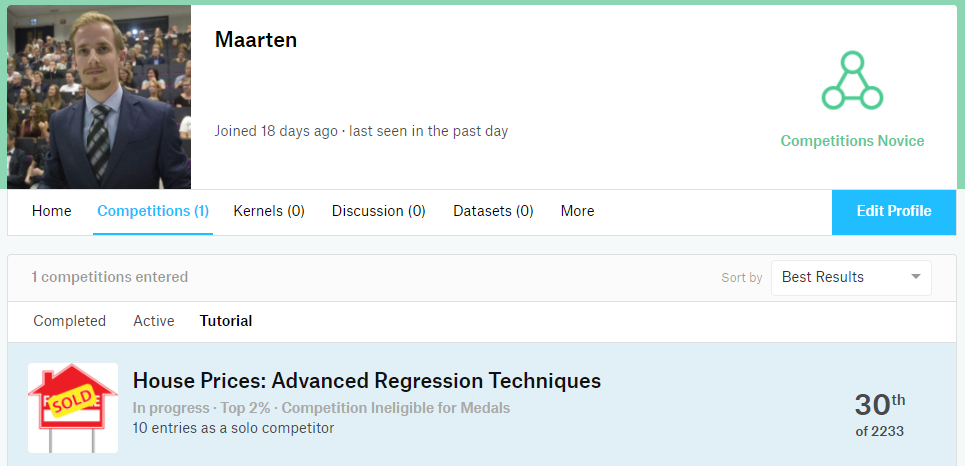 Maarten
Joined 18 days ago · last seen in the past day
Competitions Novice
Home Competitions (1) Kernels (0) Discussion (0) Datasets (0) More Edit Profile
1 competitions entered Sort by Best Results
Completed Active Tutorial
SOLD
House Prices: Advanced Regression Techniques
In progress · Top 2% · Competition Ineligible for Medals
10 entries as a solo competitor
30th
of 2233